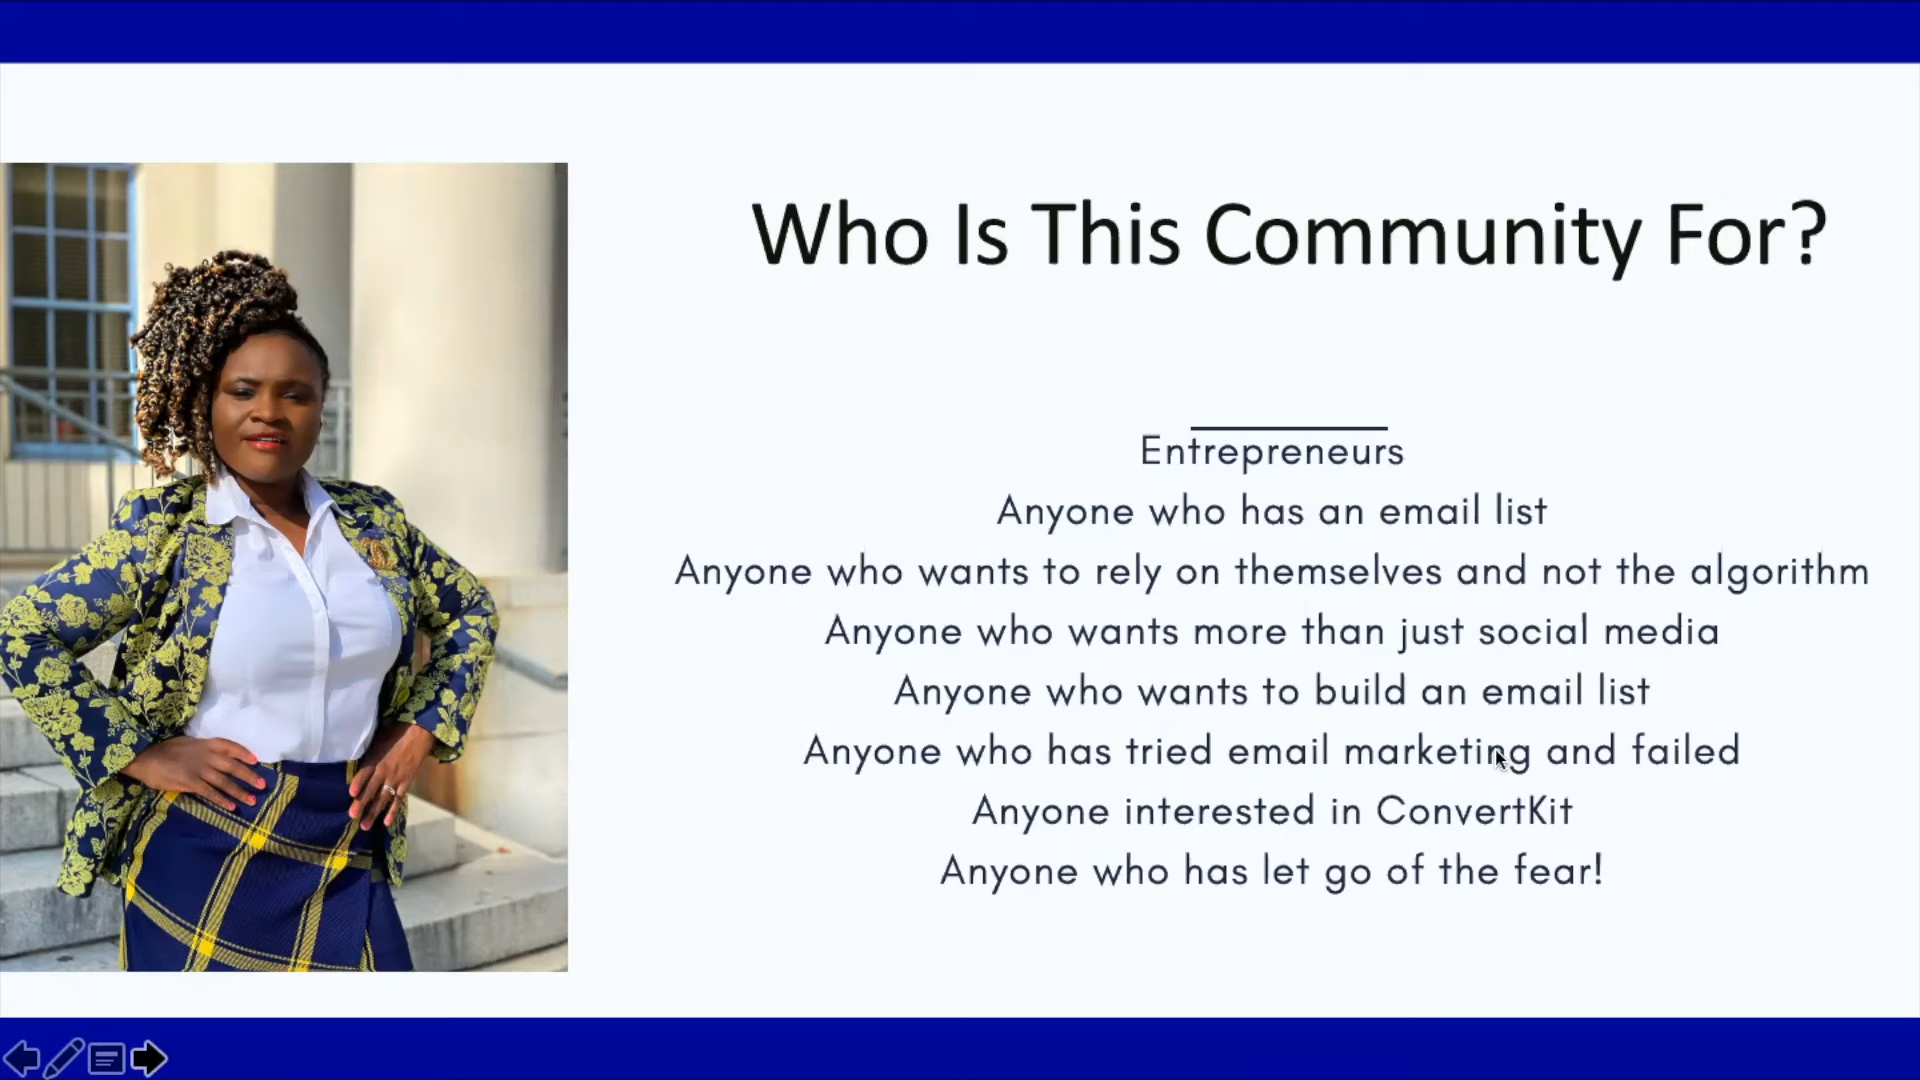 Who Is This Community For?
Entrepreneurs
Anyone who has an email list
Anyone who wants to rely on themselves and not the algorithm
Anyone who wants more than just social media
Anyone who wants to build an email list
Anyone who has tried email marketing and failed
Anyone interested in ConvertKit
Anyone who has let go of the fear!